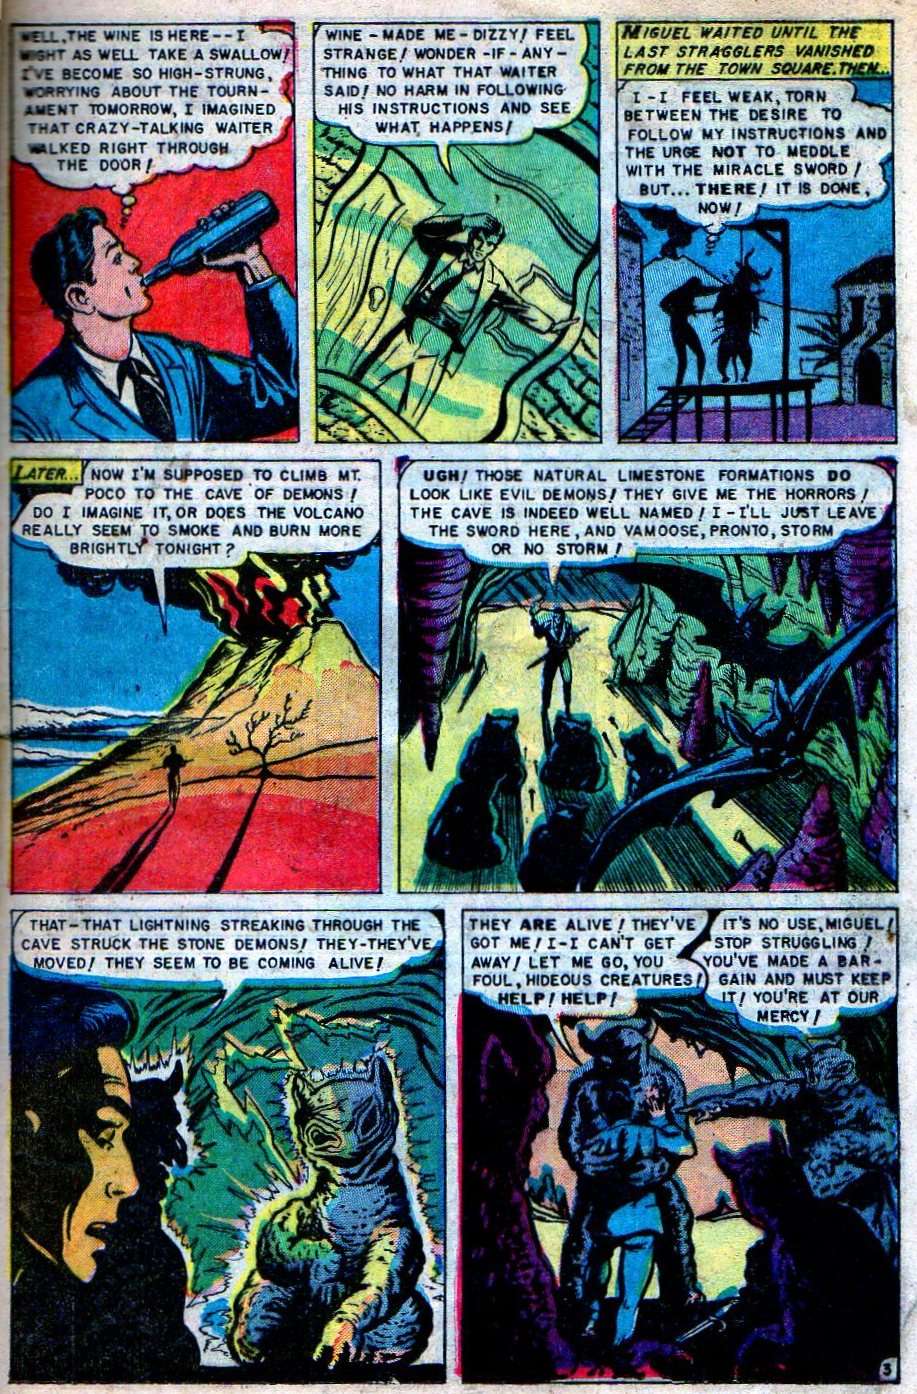 WELL, THE WINE IS HERE -- I
MIGHT AS WELL TAKE A SWALLOW!
I'VE BECOME SO HIGH-STRUNG,
WORRYING ABOUT THE TOURN-
AMENT TOMORROW, I IMAGINED
THAT CRAZY-TALKING WAITER
WALKED RIGHT THROUGH
THE DOOR!
WINE - MADE ME - DIZZY! FEEL
STRANGE! WONDER - IF - ANY-
THING TO WHAT THAT WAITER
SAID! NO HARM IN FOLLOWING
HIS INSTRUCTIONS AND SEE
WHAT HAPPENS!
MIGUEL WAITED UNTIL THE
LAST STRAGGLERS VANISHED
FROM THE TOWN SQUARE. THEN...
I - I FEEL WEAK, TORN
BETWEEN THE DESIRE TO
FOLLOW MY INSTRUCTIONS AND
THE URGE NOT TO MEDDLE
WITH THE MIRACLE SWORD!
BUT... THERE! IT IS DONE,
NOW!
LATER...
NOW I'M SUPPOSED TO CLIMB MT.
POCO TO THE CAVE OF DEMONS!
DO I IMAGINE IT, OR DOES THE VOLCANO
REALLY SEEM TO SMOKE AND BURN MORE
BRIGHTLY TONIGHT?
UGH! THOSE NATURAL LIMESTONE FORMATIONS DO
LOOK LIKE EVIL DEMONS! THEY GIVE ME THE HORRORS!
THE CAVE IS INDEED WELL NAMED! I - I'LL JUST LEAVE
THE SWORD HERE, AND VAMOOSE, PRONTO, STORM
OR NO STORM!
THAT - THAT LIGHTNING STREAKING THROUGH THE
CAVE STRUCK THE STONE DEMONS! THEY - THEY'VE
MOVED! THEY SEEM TO BE COMING ALIVE!
THEY ARE ALIVE! THEY'VE
GOT ME! I - I CAN'T GET
AWAY! LET ME GO, YOU
FOUL, HIDEOUS CREATURES!
HELP! HELP!
IT'S NO USE, MIGUEL!
STOP STRUGGLING!
YOU'VE MADE A BAR-
GAIN AND MUST KEEP
IT! YOU'RE AT OUR
MERCY!
3